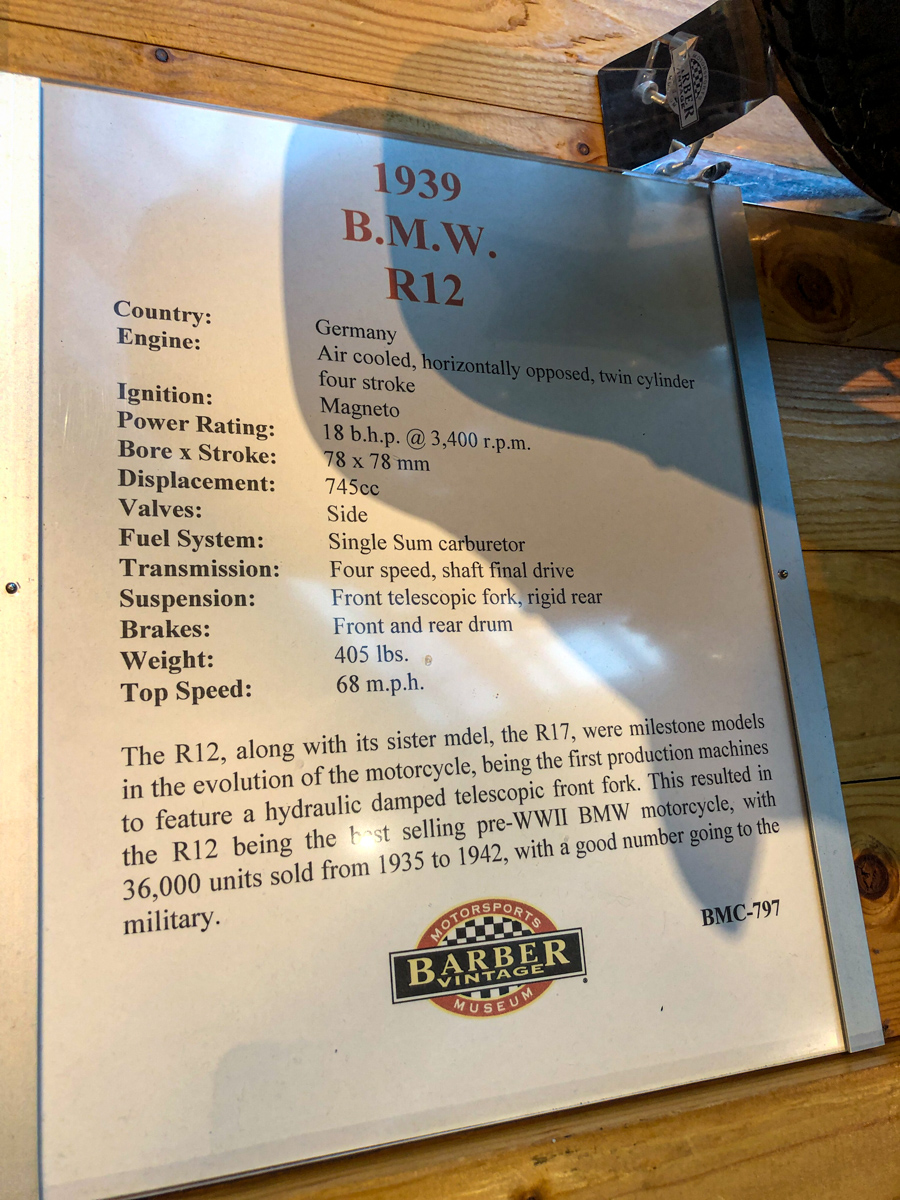 BARBER
1939
B.M.W.
R12
Country: Germany
Engine: Air cooled, horizontally opposed, twin cylinder
four stroke
Ignition: Magneto
Power Rating: 18 b.h.p. @ 3,400 r.p.m.
Bore x Stroke: 78 x 78 mm
Displacement: 745cc
Valves: Side
Fuel System: Single Sum carburetor
Transmission: Four speed, shaft final drive
Suspension: Front telescopic fork, rigid rear
Brakes: Front and rear drum
Weight: 405 lbs.
Top Speed: 68 m.p.h.
The R12, along with its sister mdel, the R17, were milestone models
in the evolution of the motorcycle, being the first production machines
to feature a hydraulic damped telescopic front fork. This resulted in
the R12 being the best selling pre-WWII BMW motorcycle, with
36,000 units sold from 1935 to 1942, with a good number going to the
military.
BMC-797
MOTORSPORTS
BARBER
VINTAGE
MUSEUM